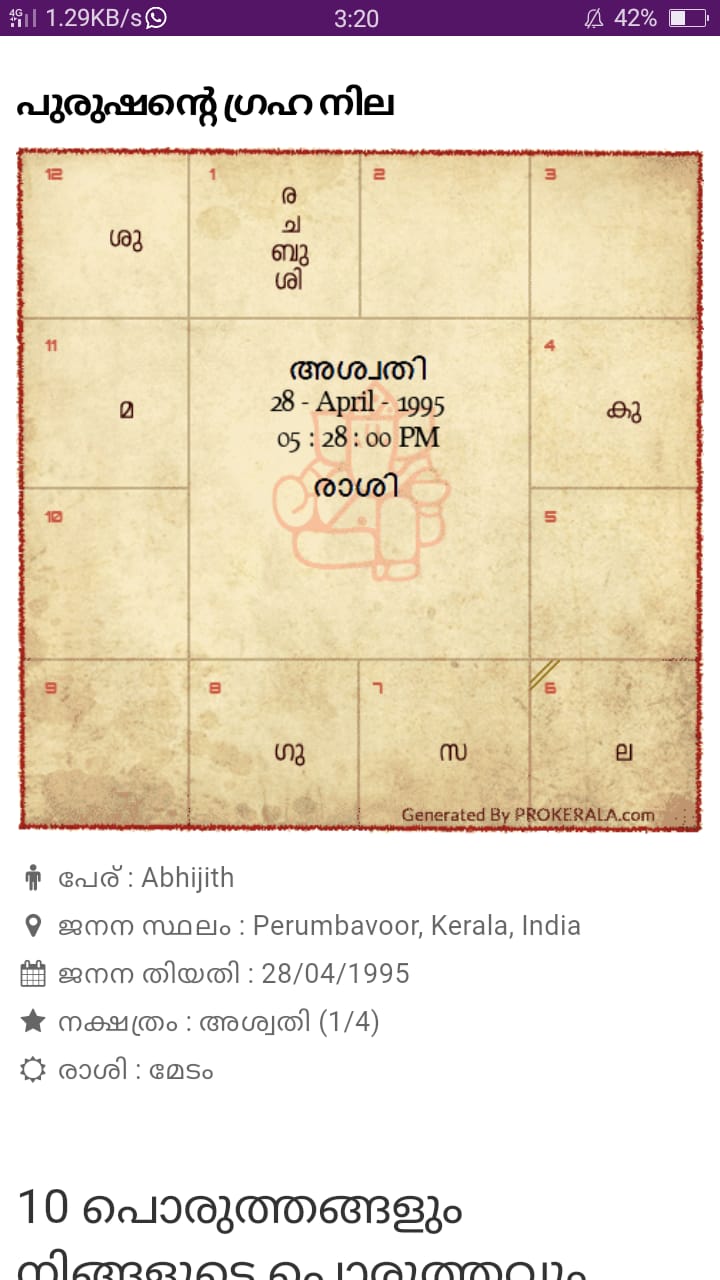 4G 1.29KB/s 3:20 42%
പുരുഷന്റെ ഗ്രഹ നില
12 1 2 3
ശു
ര
ച
ബു
ശി
11 4
മ
കു
അശ്വതി
28 - April - 1995
05 : 28 : 00 PM
രാശി
10 5
9 8 7 6
ഗു സ ല
Generated By PROKERALA.com
പേര് : Abhijith
ജനന സ്ഥലം : Perumbavoor, Kerala, India
ജനന തിയതി : 28/04/1995
നക്ഷത്രം : അശ്വതി (1/4)
രാശി : മേടം
10 പൊരുത്തങ്ങളും
നിങ്ങളുടെ പൊരുത്തവും